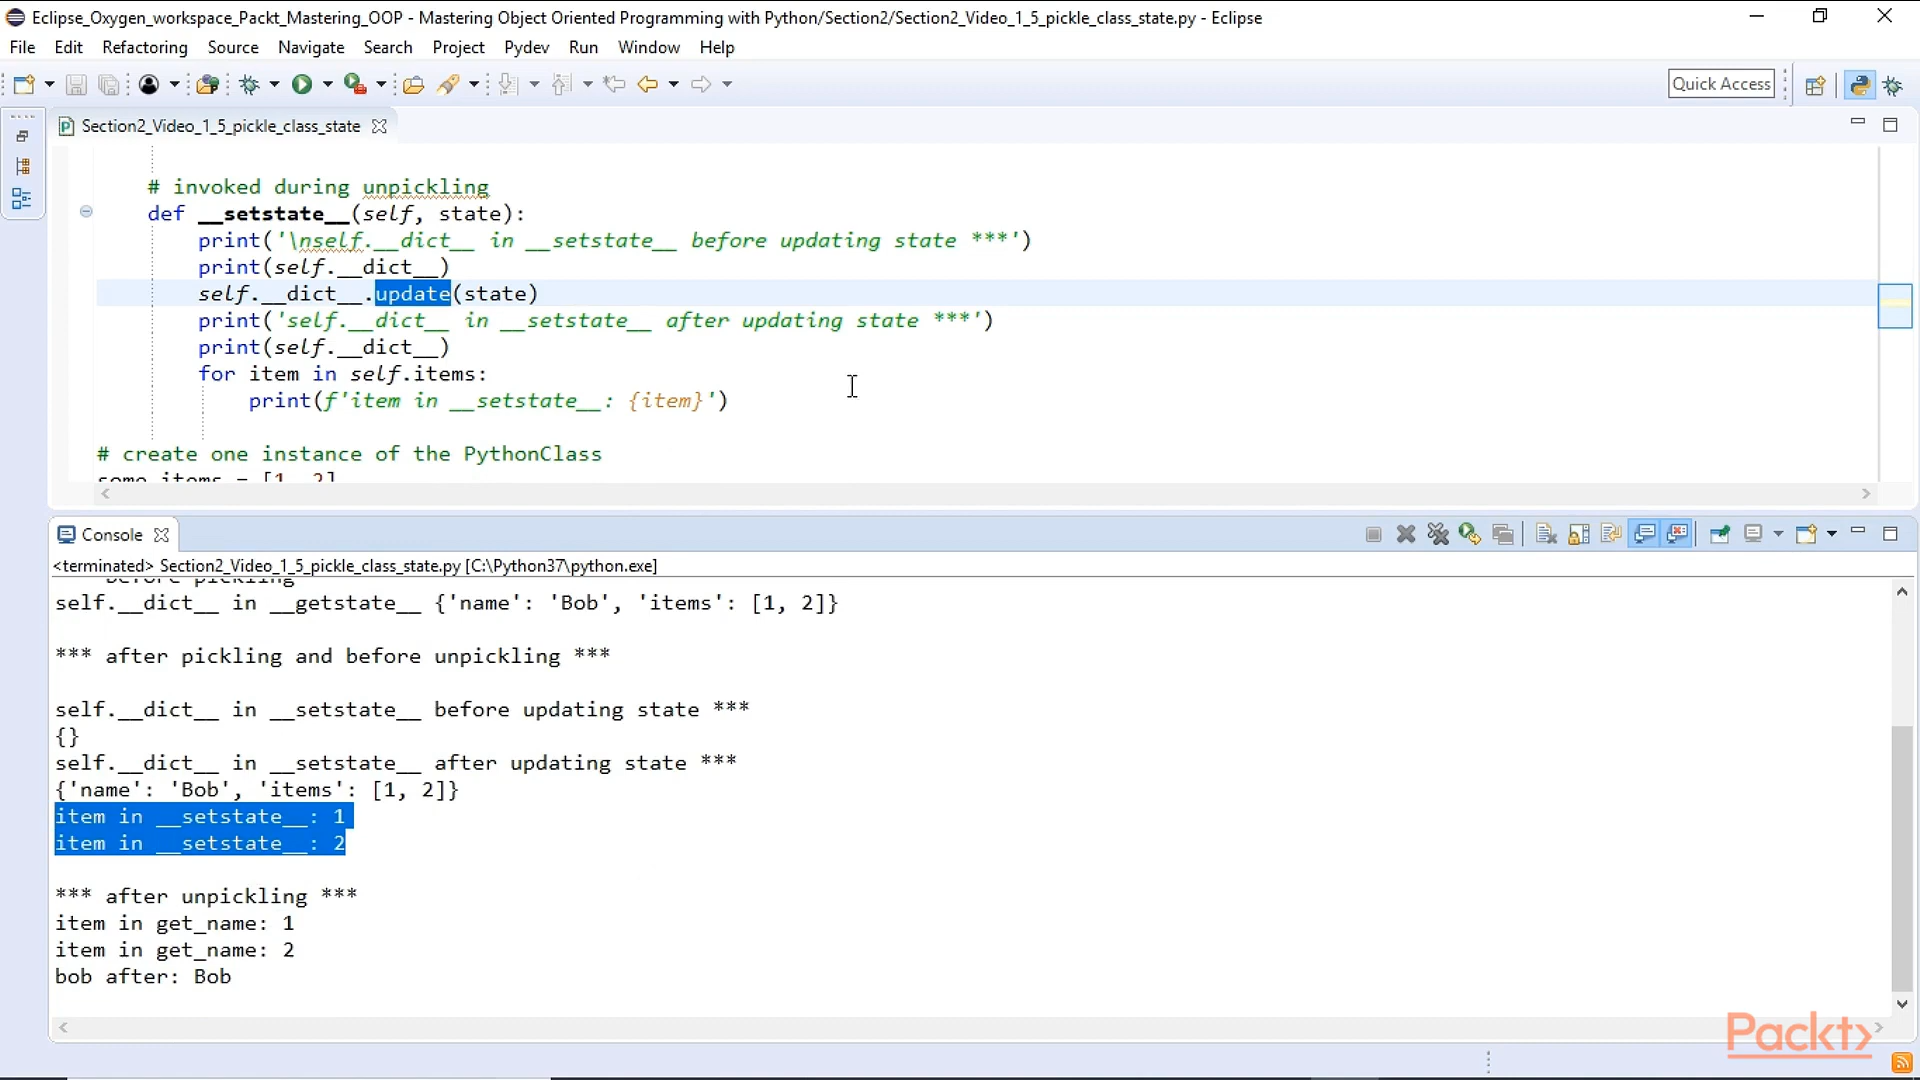 Eclipse_Oxygen_workspace_Packt_Mastering_OOP - Mastering Object Oriented Programming with Python/Section2/Section2_Video_1_5_pickle_class_state.py - Eclipse
File Edit Refactoring Source Navigate Search Project Pydev Run Window Help
Quick Access
Section2_Video_1_5_pickle_class_state
# invoked during unpickling
def __setstate__(self, state):
print('\nself.__dict__ in __setstate__ before updating state ***')
print(self.__dict__)
self.__dict__.update(state)
print('self.__dict__ in __setstate__ after updating state ***')
print(self.__dict__)
for item in self.items:
print(f'item in __setstate__: {item}')
# create one instance of the PythonClass
some_items = [1, 2]
Console
<terminated> Section2_Video_1_5_pickle_class_state.py [C:\Python37\python.exe]
before pickling
self.__dict__ in __getstate__ {'name': 'Bob', 'items': [1, 2]}
*** after pickling and before unpickling ***
self.__dict__ in __setstate__ before updating state ***
{}
self.__dict__ in __setstate__ after updating state ***
{'name': 'Bob', 'items': [1, 2]}
item in __setstate__: 1
item in __setstate__: 2
*** after unpickling ***
item in get_name: 1
item in get_name: 2
bob after: Bob
Packt>